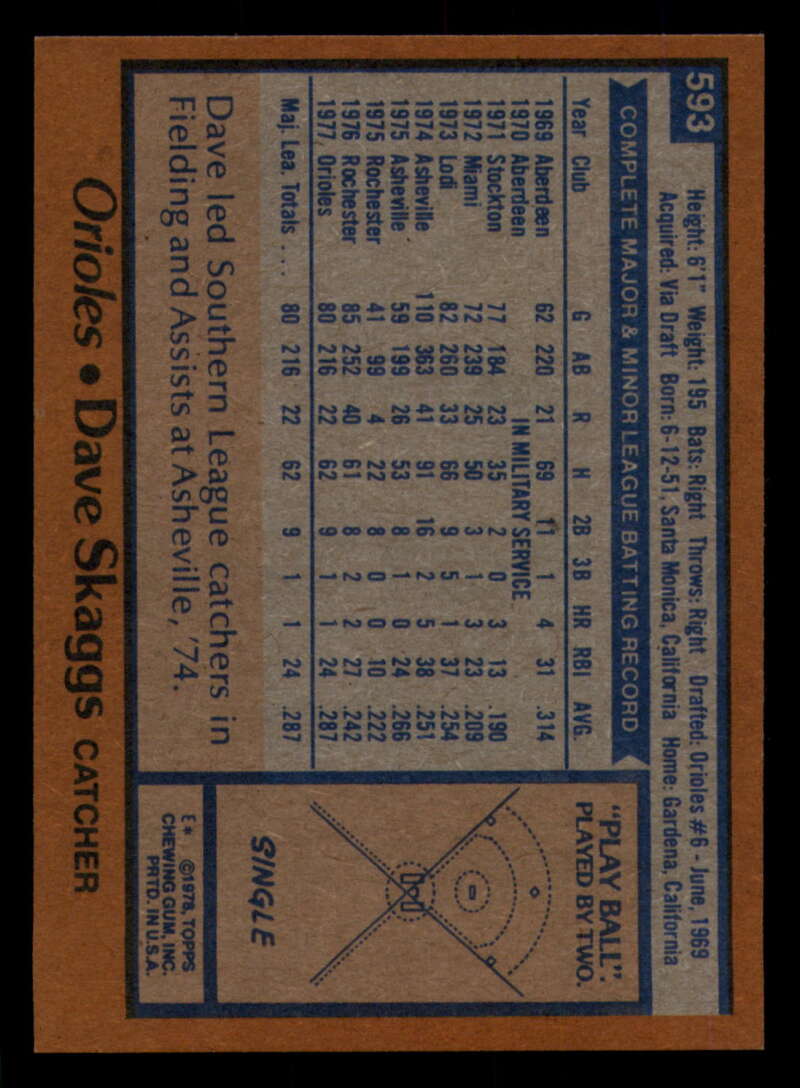 593
Height: 6'1" Weight: 195 Bats: Right Throws: Right Drafted: Orioles #6 - June, 1969
Acquired: Via Draft Born: 6-12-51, Santa Monica, California Home: Gardena, California
COMPLETE MAJOR & MINOR LEAGUE BATTING RECORD
Year Club G AB R H 2B 3B HR RBI AVG.
1969 Aberdeen 62 220 21 69 11 1 4 31 .314
1970 Aberdeen IN MILITARY SERVICE
1971 Stockton 77 184 23 35 2 0 3 13 .190
1972 Miami 72 239 25 50 3 1 3 23 .209
1973 Lodi 82 260 33 66 9 5 1 37 .254
1974 Asheville 110 363 41 91 16 2 5 38 .251
1975 Asheville 59 199 26 53 8 1 0 24 .266
1975 Rochester 41 99 4 22 8 0 0 10 .222
1976 Rochester 85 252 40 61 8 2 2 27 .242
1977 Orioles 80 216 22 62 9 1 1 24 .287
Maj. Lea. Totals .... 80 216 22 62 9 1 1 24 .287
Dave led Southern League catchers in
Fielding and Assists at Asheville, '74.
"PLAY BALL".
PLAYED BY TWO.
SINGLE
E* ©1978, TOPPS
CHEWING GUM, INC.
PRTD. IN U.S.A.
Orioles • Dave Skaggs CATCHER